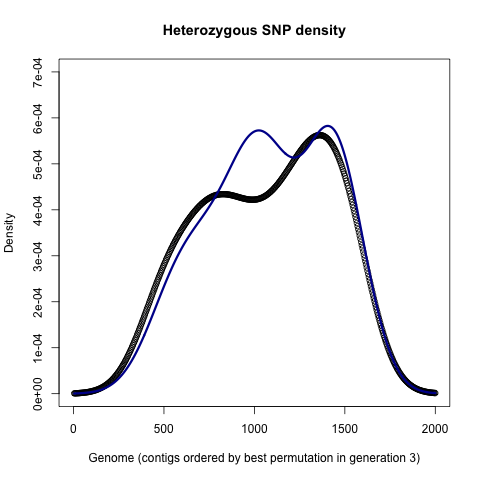 Heterozygous SNP density
Density
7e-04
6e-04
5e-04
4e-04
3e-04
2e-04
1e-04
0e+00
0 500 1000 1500 2000
Genome (contigs ordered by best permutation in generation 3)